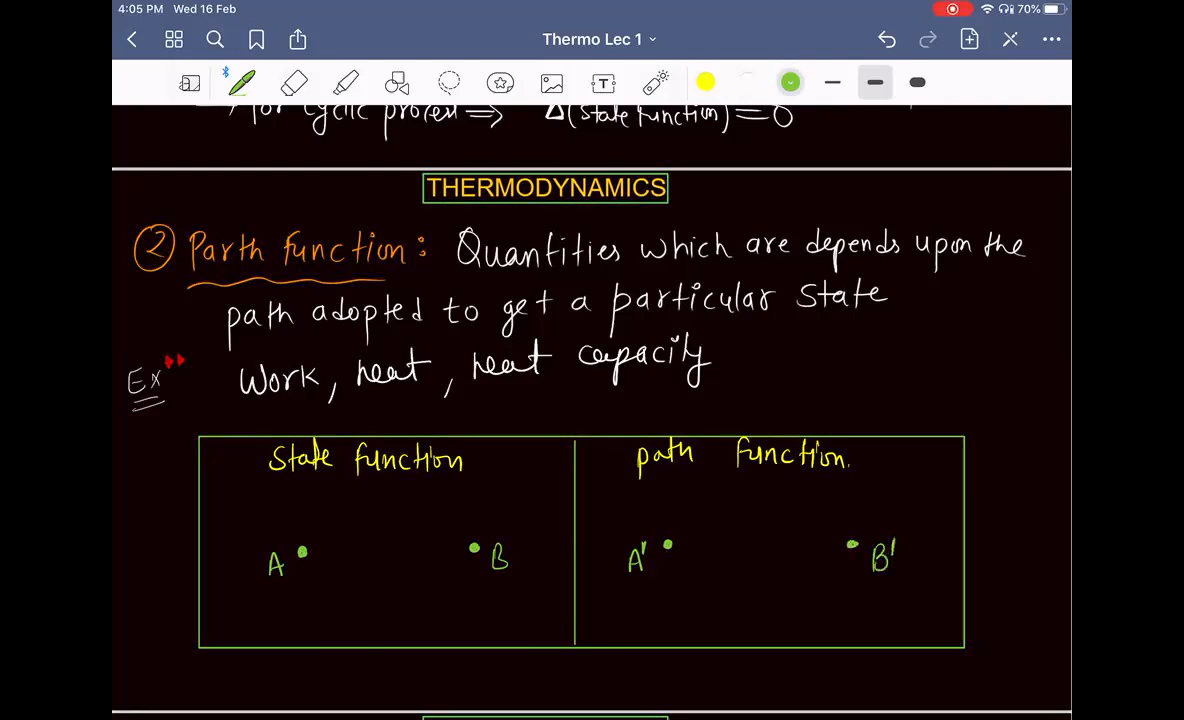 4:05 PM Wed 16 Feb
70%
Thermo Lec 1
T
for cyclic process ⇒ Δ(State function) = 0
THERMODYNAMICS
② Parth function: Quantities which are depends upon the
path adopted to get a particular State
Ex Work, heat, heat capacity
State function path function.
A B A' B'